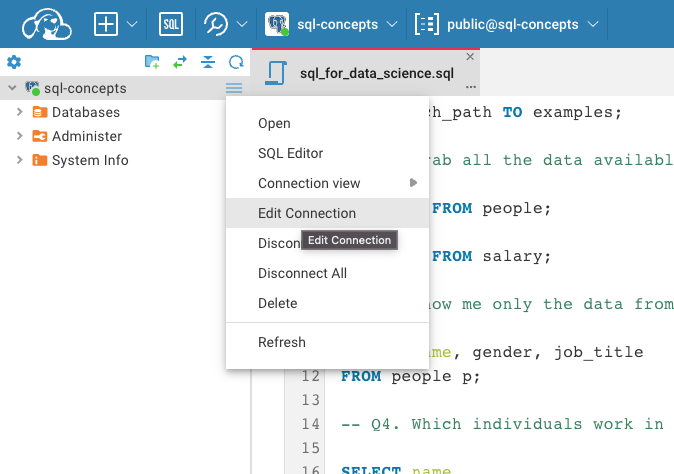 SQL
sql-concepts
public@sql-concepts
sql-concepts
sql_for_data_science.sql
Databases
Administer
System Info
Open
SQL Editor
Connection view
Edit Connection
Discon
Edit Connection
Disconnect All
Delete
Refresh
ch_path TO examples;
ab all the data availabl
FROM people;
FROM salary;
ow me only the data from
me, gender, job_title
12 FROM people p;
13
14 -- Q4. Which individuals work in
15
16 SELECT name